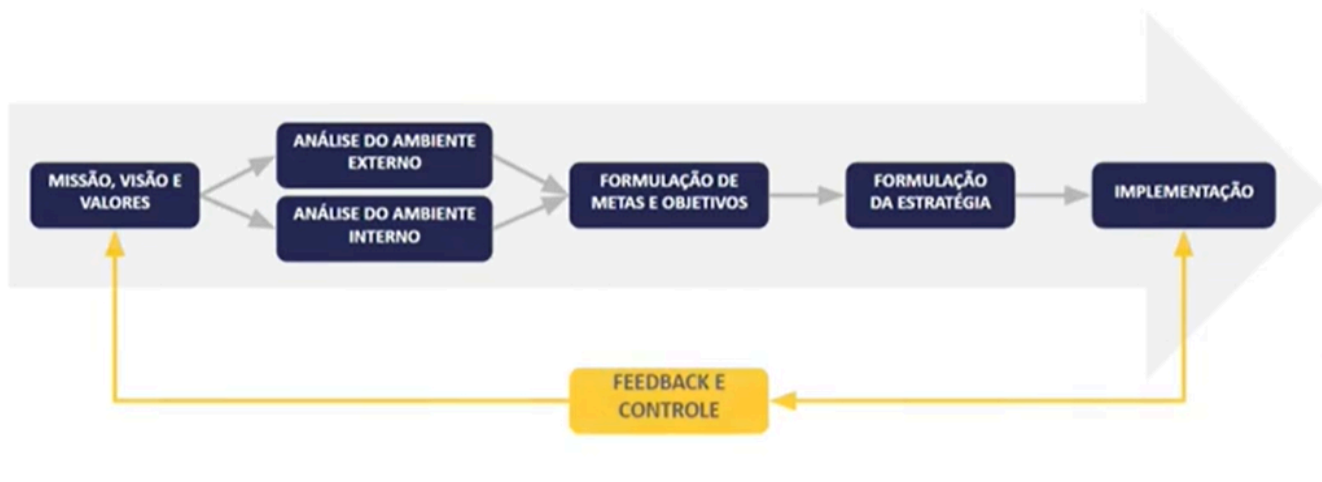 MISSÃO, VISÃO E
VALORES
ANÁLISE DO AMBIENTE
EXTERNO
ANÁLISE DO AMBIENTE
INTERNO
FORMULAÇÃO DE
METAS E OBJETIVOS
FORMULAÇÃO
DA ESTRATÉGIA
IMPLEMENTAÇÃO
FEEDBACK E
CONTROLE